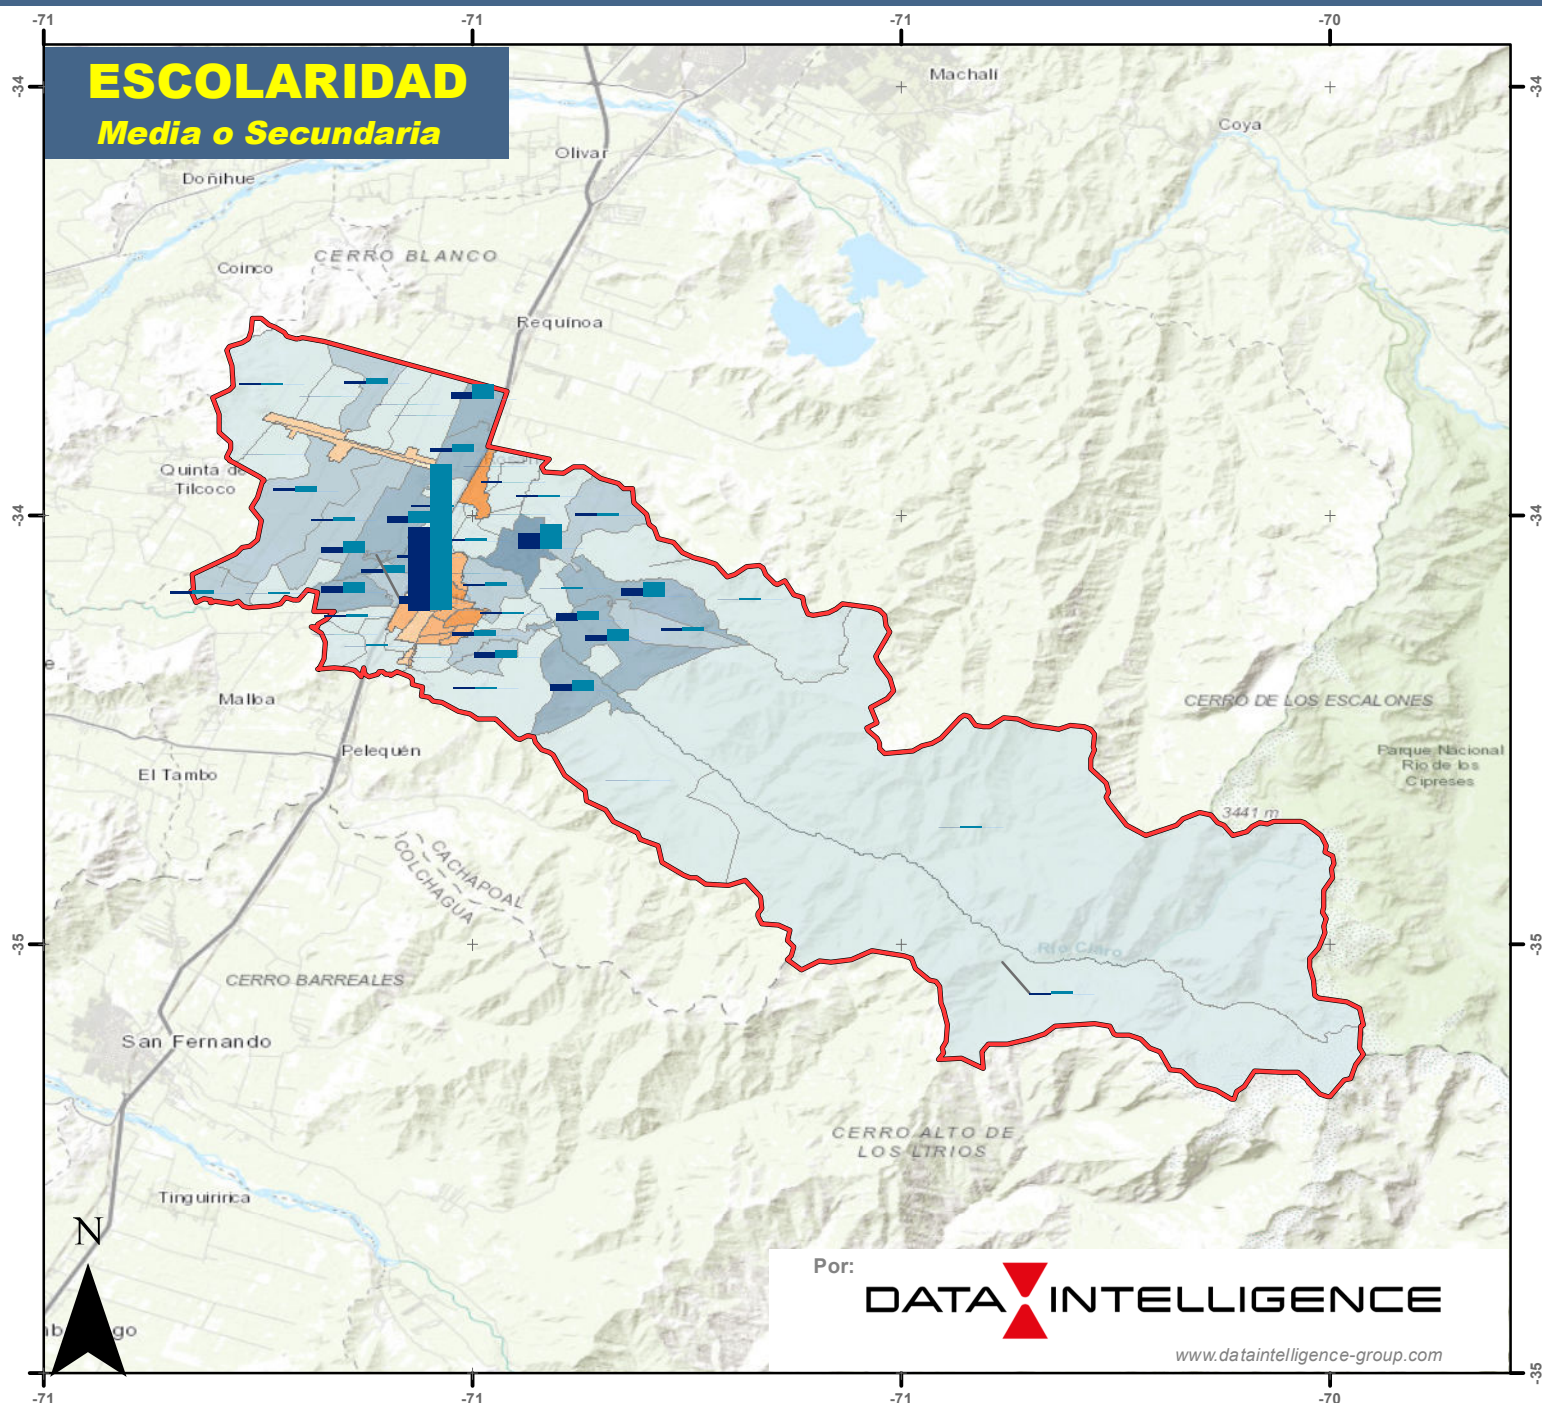 -71
-71
-71
-70
-34
-34
ESCOLARIDAD
Media o Secundaria
Machalí
Coya
Olivar
Doñihue
CERRO BLANCO
Coinco
Requínoa
Quinta de
Tilcoco
-34
-34
Malloa
CERRO DE LOS ESCALONES
Pelequén
Parque Nacional
Río de los
Cipreses
El Tambo
3441 m
CACHAPOAL
COLCHAGUA
-35
-35
Río Claro
CERRO BARREALES
San Fernando
CERRO ALTO DE
LOS LIRIOS
Tinguiririca
N
Por:
DATA INTELLIGENCE
www.dataintelligence-group.com
-35
-35
-71
-71
-71
-70